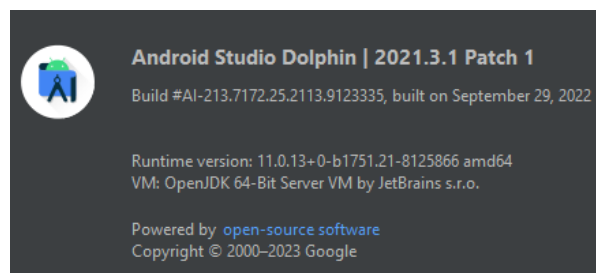 Android Studio Dolphin | 2021.3.1 Patch 1
Build #AI-213.7172.25.2113.9123335, built on September 29, 2022
Runtime version: 11.0.13+0-b1751.21-8125866 amd64
VM: OpenJDK 64-Bit Server VM by JetBrains s.r.o.
Powered by open-source software
Copyright © 2000–2023 Google